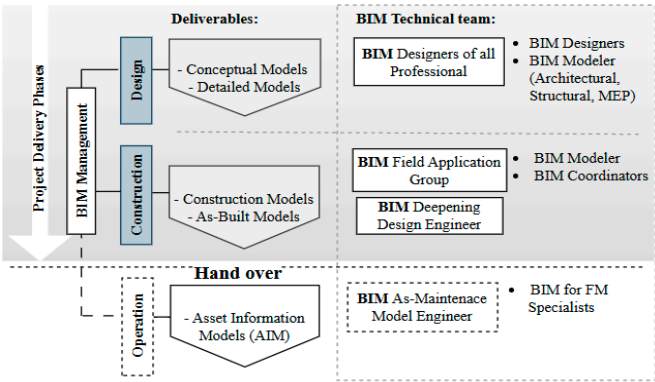 Deliverables:
BIM Technical team:
Project Delivery Phases
BIM Management
Design
- Conceptual Models
- Detailed Models
BIM Designers of all
Professional
• BIM Designers
• BIM Modeler
(Architectural,
Structural, MEP)
Construction
- Construction Models
- As-Built Models
BIM Field Application
Group
BIM Deepening
Design Engineer
• BIM Modeler
• BIM Coordinators
Hand over
Operation
- Asset Information
Models (AIM)
BIM As-Maintenace
Model Engineer
• BIM for FM
Specialists